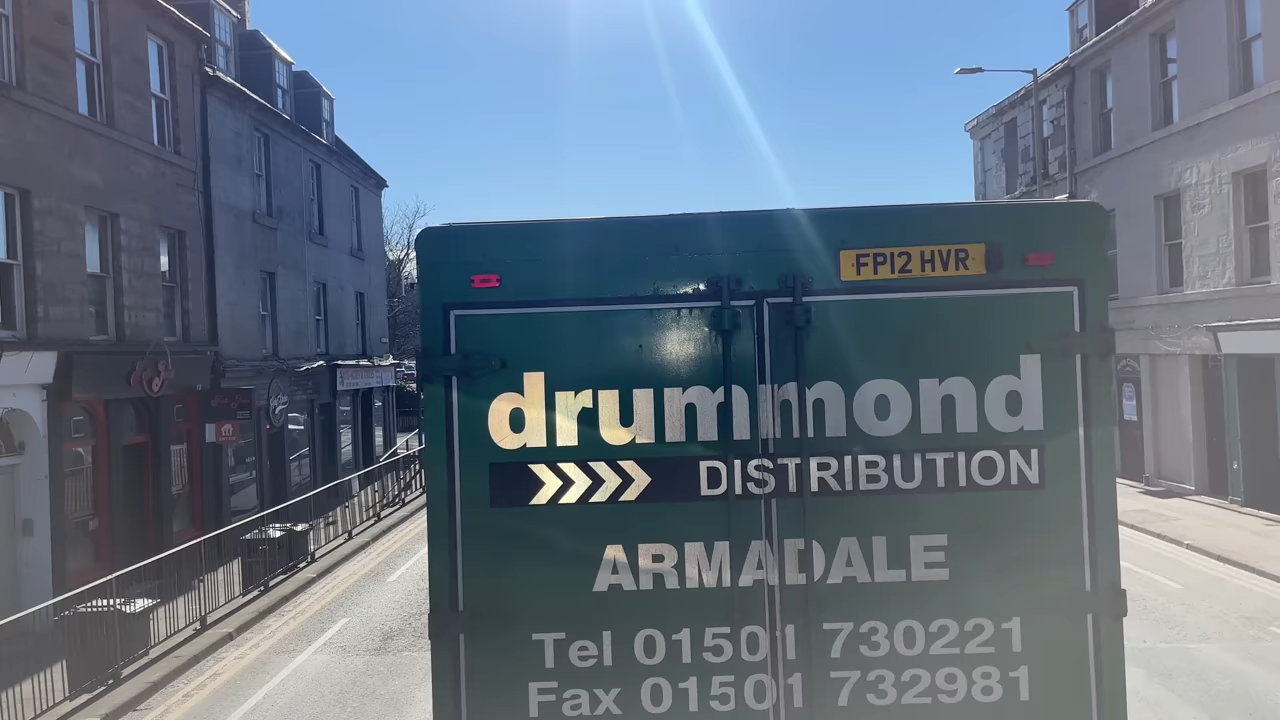 FP12 HVR
drummond
DISTRIBUTION
ARMADALE
Tel 01501 730221
Fax 01501 732981